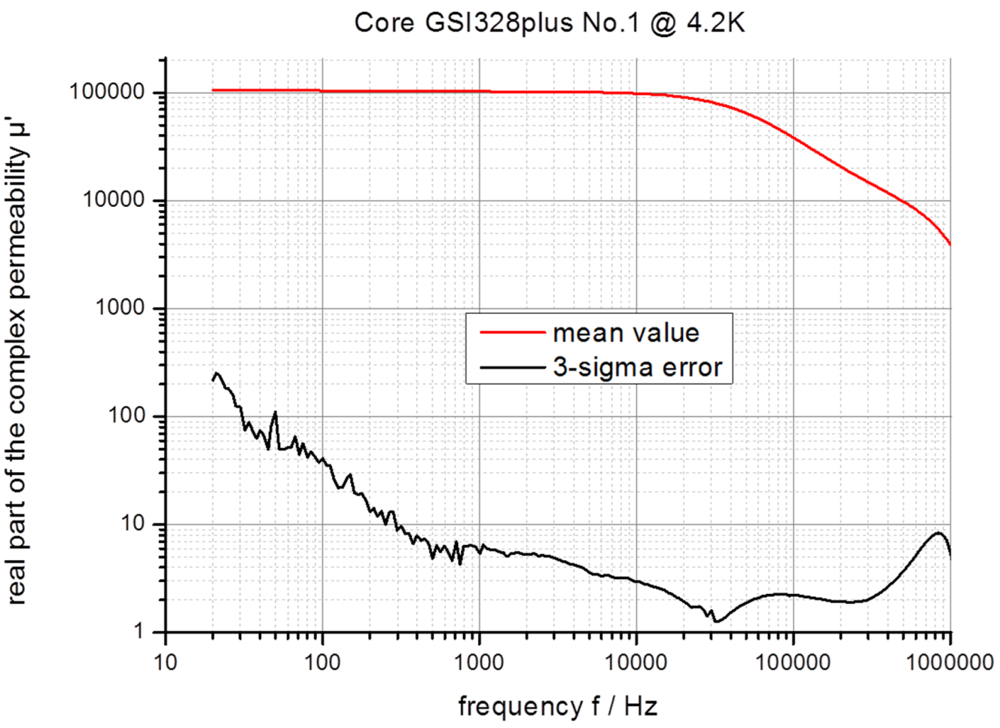 Core GSI328plus No.1 @ 4.2K
real part of the complex permeability µ'
100000
10000
1000
100
10
1
mean value
3-sigma error
10
100
1000
10000
100000
1000000
frequency f / Hz